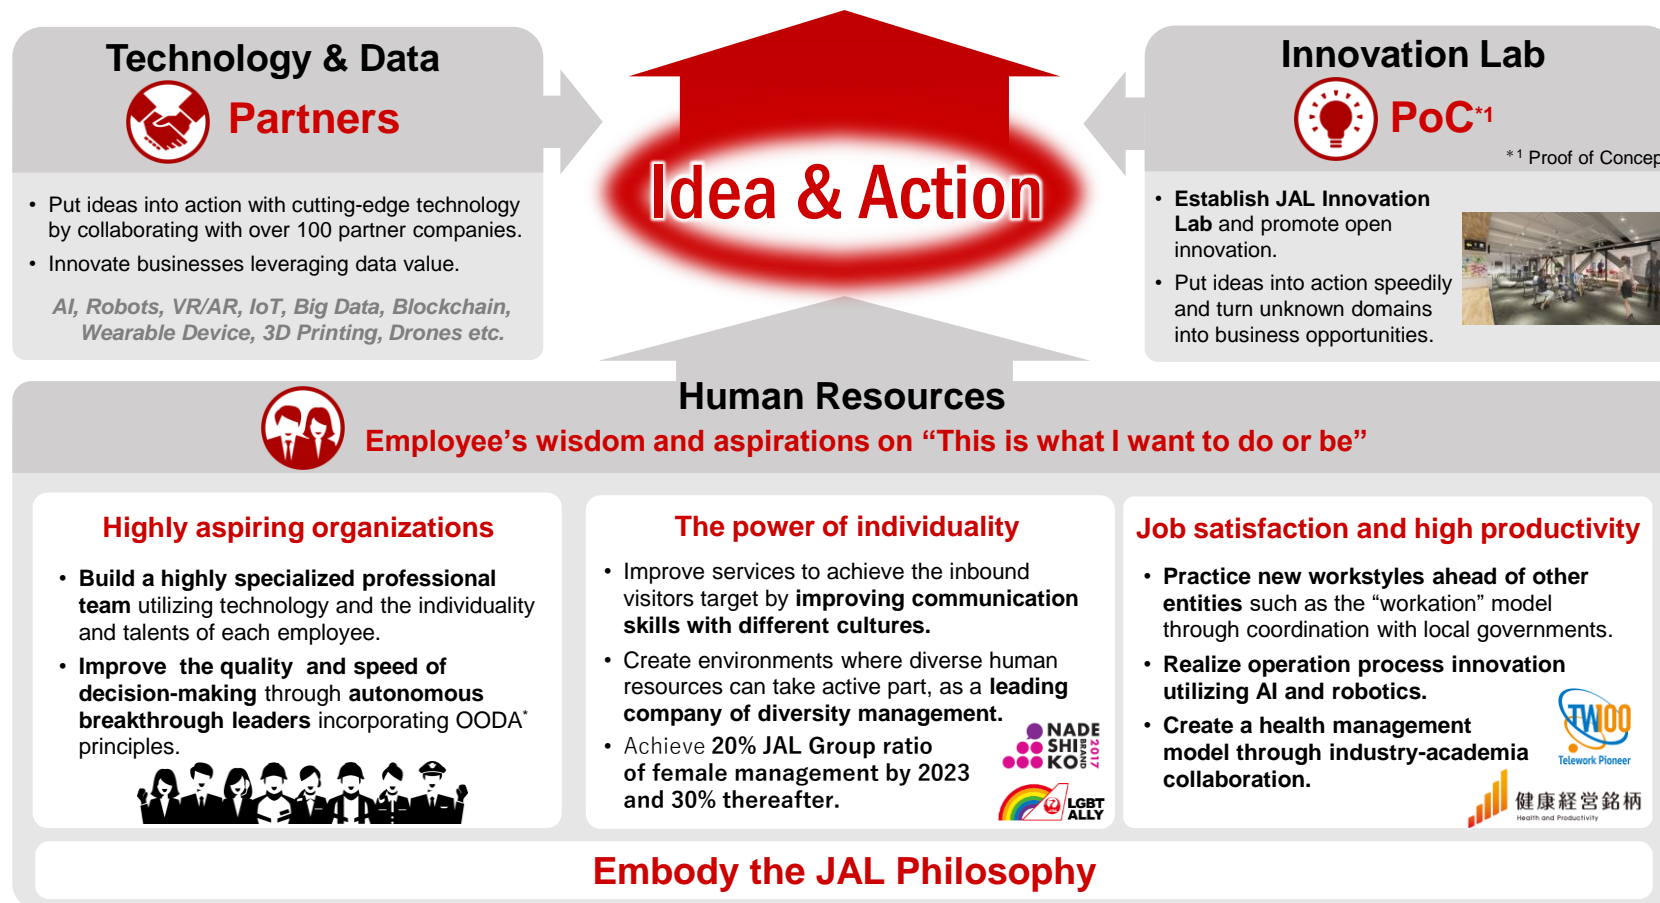 Technology & Data
Partners
• Put ideas into action with cutting-edge technology
by collaborating with over 100 partner companies.
• Innovate businesses leveraging data value.
AI, Robots, VR/AR, IoT, Big Data, Blockchain,
Wearable Device, 3D Printing, Drones etc.
Idea & Action
Innovation Lab
PoC*1
*1 Proof of Concep
• Establish JAL Innovation
Lab and promote open
innovation.
• Put ideas into action speedily
and turn unknown domains
into business opportunities.
Human Resources
Employee's wisdom and aspirations on “This is what I want to do or be”
Highly aspiring organizations
• Build a highly specialized professional
team utilizing technology and the individuality
and talents of each employee.
• Improve the quality and speed of
decision-making through autonomous
breakthrough leaders incorporating OODA*
principles.
The power of individuality
• Improve services to achieve the inbound
visitors target by improving communication
skills with different cultures.
• Create environments where diverse human
resources can take active part, as a leading
company of diversity management.
• Achieve 20% JAL Group ratio
of female management by 2023
and 30% thereafter.
NADE
SHI
KO
BRAND
2017
LGBT
ALLY
Job satisfaction and high productivity
• Practice new workstyles ahead of other
entities such as the “workation” model
through coordination with local governments.
• Realize operation process innovation
utilizing AI and robotics.
• Create a health management
model through industry-academia
collaboration.
TW100
Telework Pioneer
健康経営銘柄
Health and Productivity
Embody the JAL Philosophy